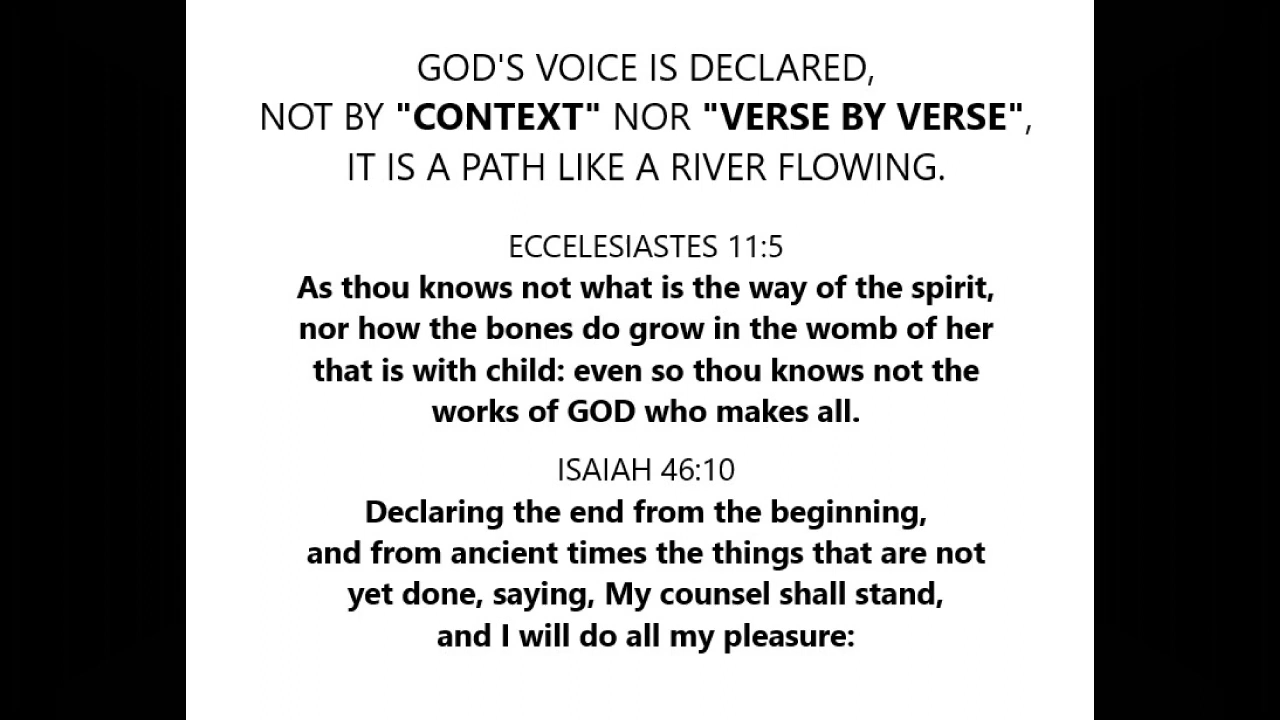 GOD'S VOICE IS DECLARED,
NOT BY "CONTEXT" NOR "VERSE BY VERSE",
IT IS A PATH LIKE A RIVER FLOWING.
ECCELESIASTES 11:5
As thou knows not what is the way of the spirit,
nor how the bones do grow in the womb of her
that is with child: even so thou knows not the
works of GOD who makes all.
ISAIAH 46:10
Declaring the end from the beginning,
and from ancient times the things that are not
yet done, saying, My counsel shall stand,
and I will do all my pleasure: